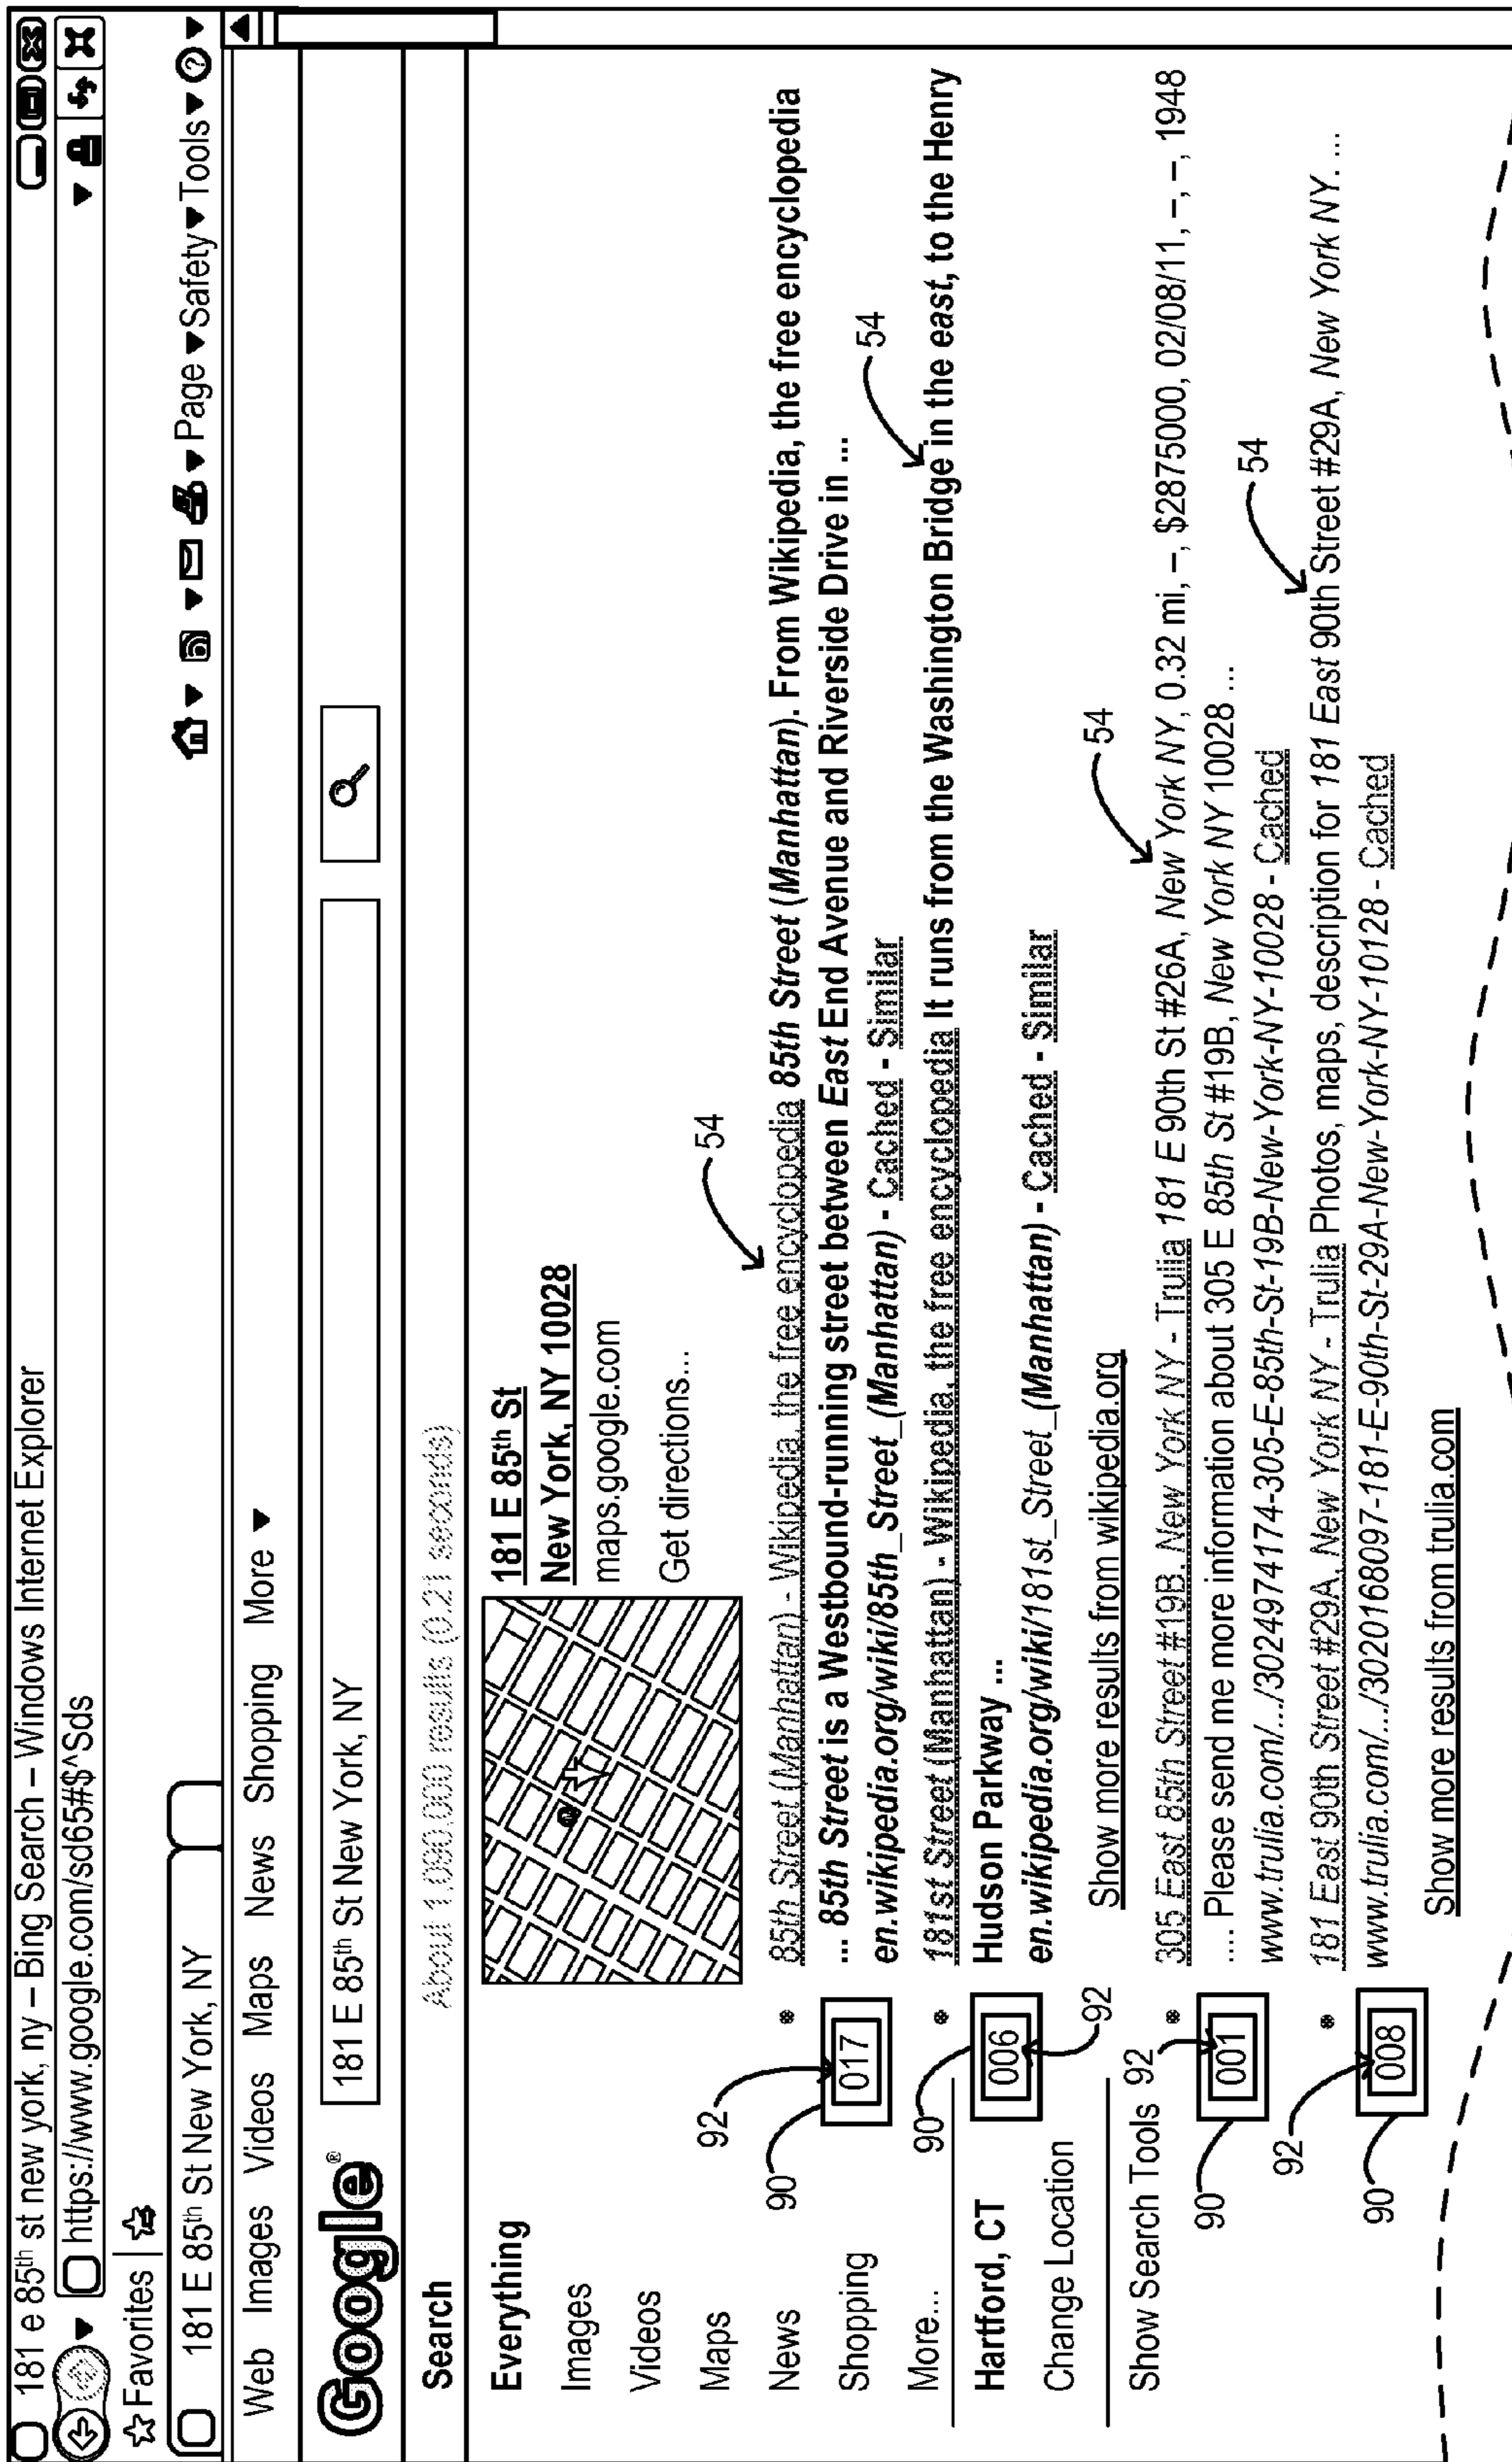 181 e 85th st new york, ny – Bing Search – Windows Internet Explorer
https://www.google.com/sd65#$^Sds
Favorites
181 E 85th St New York, NY
Page Safety Tools ?
Web Images Videos Maps News Shopping More
Google®
181 E 85th St New York, NY
Search
About 1,090,000 results (0.21 seconds)
Everything
Images
Videos
Maps
News
Shopping
More...
Hartford, CT
Change Location
Show Search Tools
181 E 85th St
New York, NY 10028
maps.google.com
Get directions...
54
85th Street (Manhattan) - Wikipedia, the free encyclopedia 85th Street (Manhattan). From Wikipedia, the free encyclopedia
... 85th Street is a Westbound-running street between East End Avenue and Riverside Drive in ...
en.wikipedia.org/wiki/85th_Street_(Manhattan) - Cached - Similar
92
90
017
54
181st Street (Manhattan) - Wikipedia, the free encyclopedia It runs from the Washington Bridge in the east, to the Henry
Hudson Parkway ...
en.wikipedia.org/wiki/181st_Street_(Manhattan) - Cached - Similar
90
006
92
Show more results from wikipedia.org
54
305 East 85th Street #19B, New York NY - Trulia 181 E 90th St #26A, New York NY, 0.32 mi, –, $2875000, 02/08/11, –, –, 1948
.... Please send me more information about 305 E 85th St #19B, New York NY 10028 ...
www.trulia.com/.../3024974174-305-E-85th-St-19B-New-York-NY-10028 - Cached
92
001
90
54
181 East 90th Street #29A, New York NY - Trulia Photos, maps, description for 181 East 90th Street #29A, New York NY. ...
www.trulia.com/.../3020168097-181-E-90th-St-29A-New-York-NY-10128 - Cached
92
008
90
Show more results from trulia.com